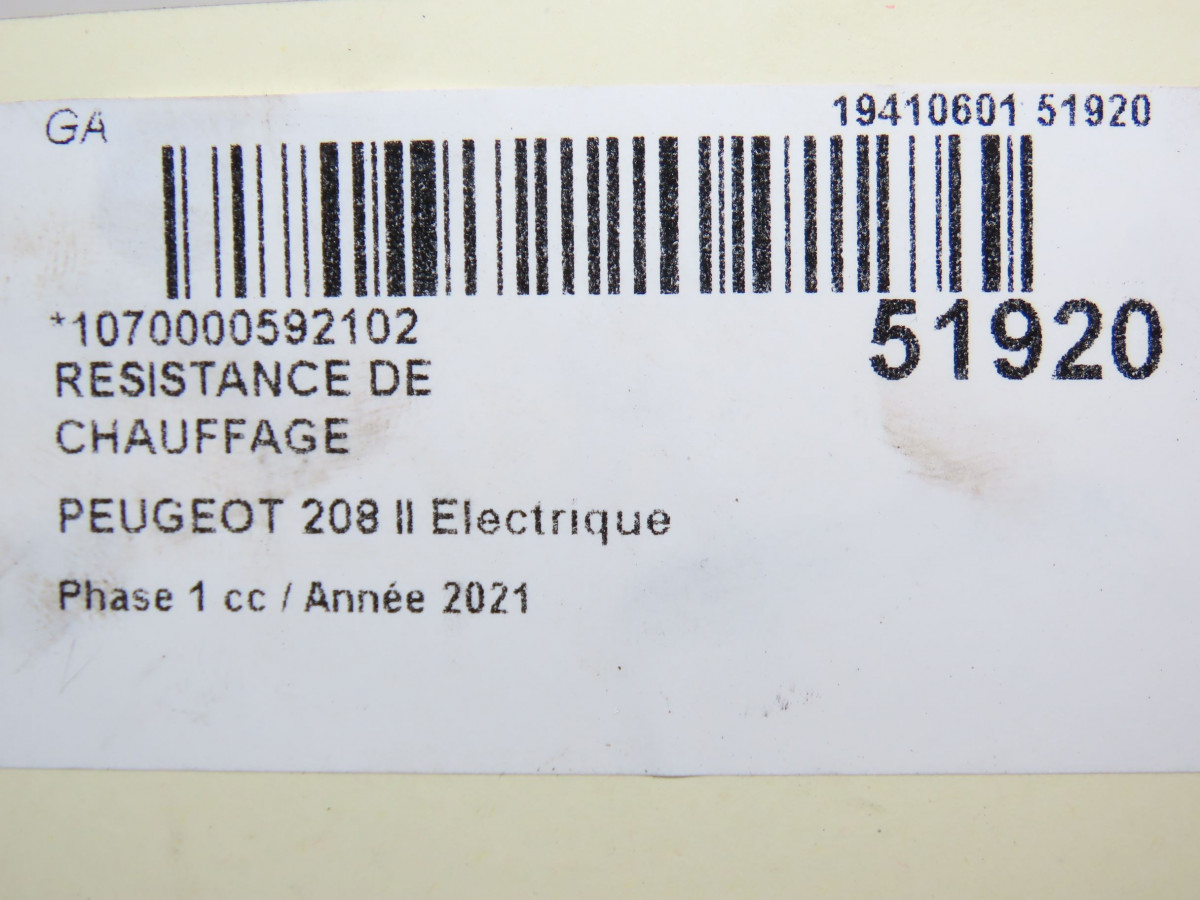 GA
19410601 51920
*1070000592102
51920
RESISTANCE DE
CHAUFFAGE
PEUGEOT 208 II Electrique
Phase 1 cc / Année 2021